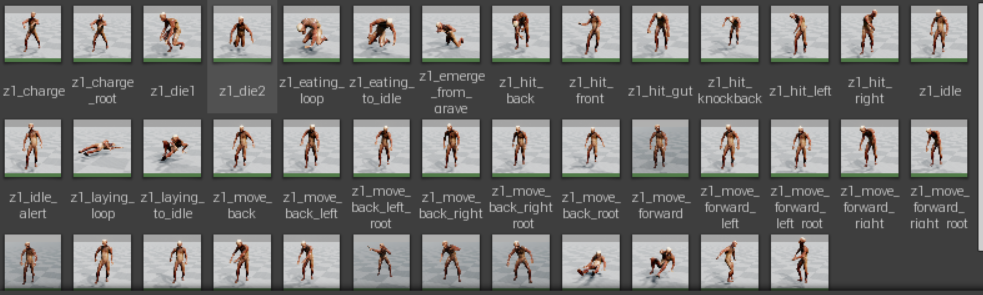 z1_charge
z1_charge
_root
z1_die1
z1_die2
z1_eating_
loop
z1_eating_
to_idle
z1_emerge
_from_
grave
z1_hit_
back
z1_hit_
front
z1_hit_gut
z1_hit_
knockback
z1_hit_left
z1_hit_
right
z1_idle
z1_idle_
alert
z1_laying_
loop
z1_laying_
to_idle
z1_move_
back
z1_move_
back_left
z1_move_
back_left_
root
z1_move_
back_right
z1_move_
back_right_
root
z1_move_
back_root
z1_move_
forward
z1_move_
forward_
left
z1_move_
forward_
left_root
z1_move_
forward_
right
z1_move_
forward_
right_root